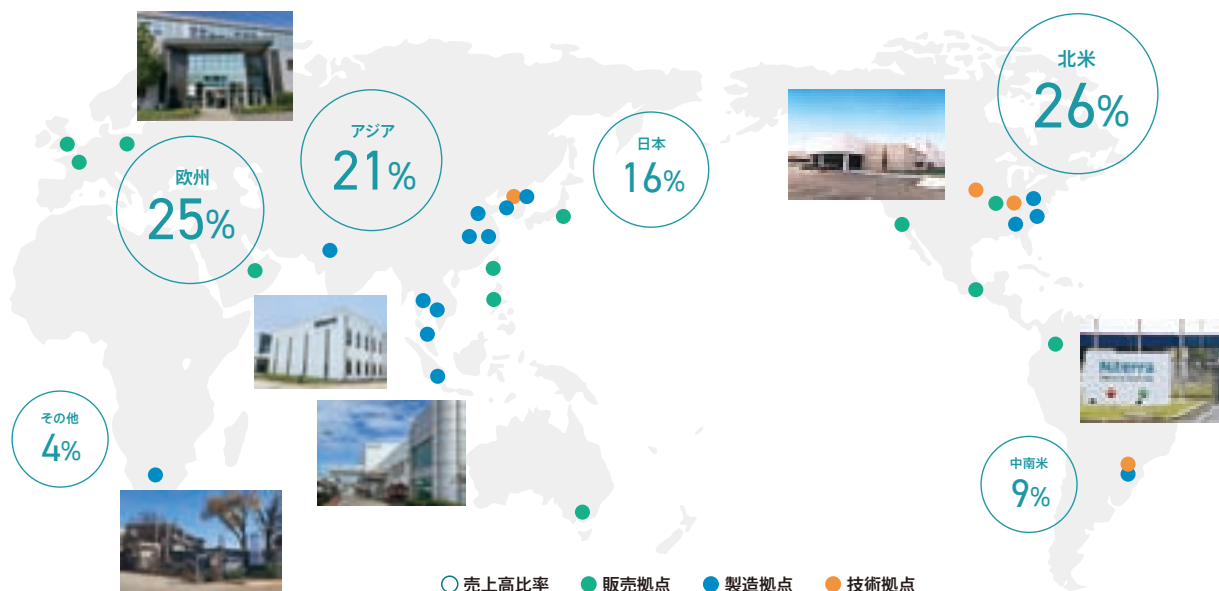 北米
26%
アジア
21%
日本
16%
欧州
25%
Niterra
その他
4%
中南米
9%
売上高比率
販売拠点
製造拠点
技術拠点